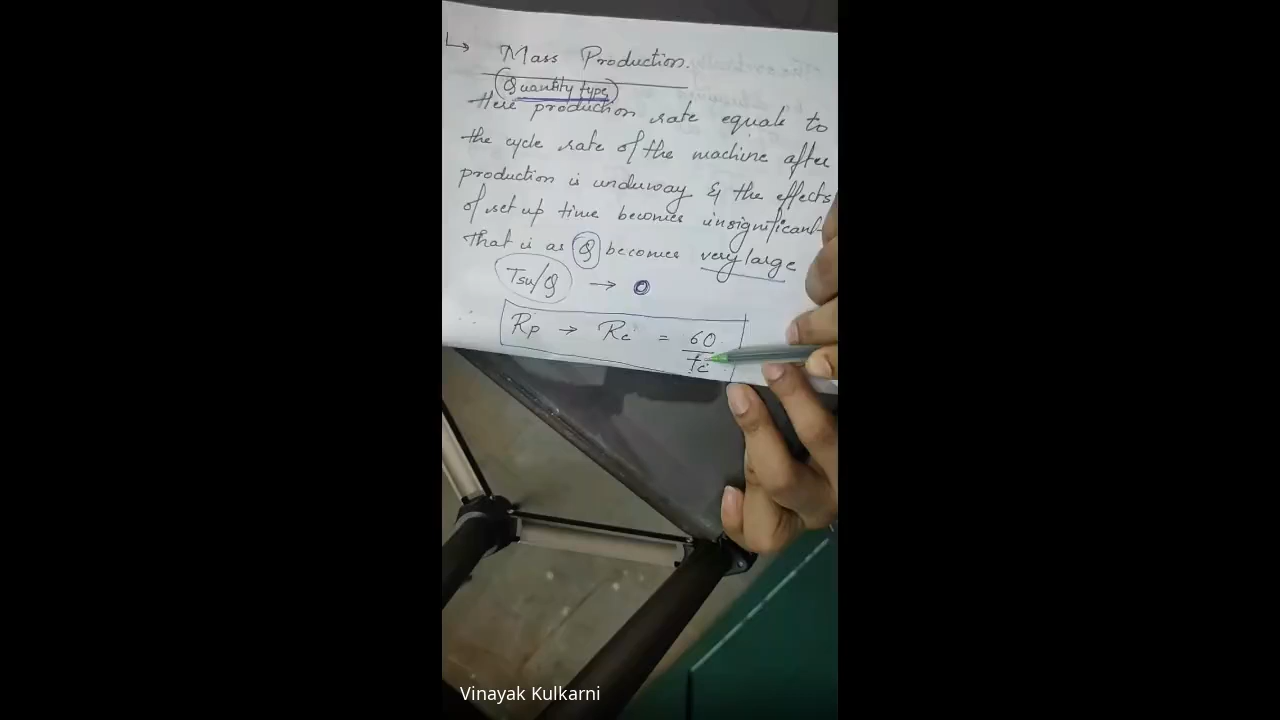 ↳ Mass Production.
(Quantity type)
Here production rate equals to
the cycle rate of the machine after
production is underway & the effects
of set up time becomes insignificant
that is as Q becomes very large
Tsu/Q → 0
∴ Rp → Rc = 60/Tc
Vinayak Kulkarni